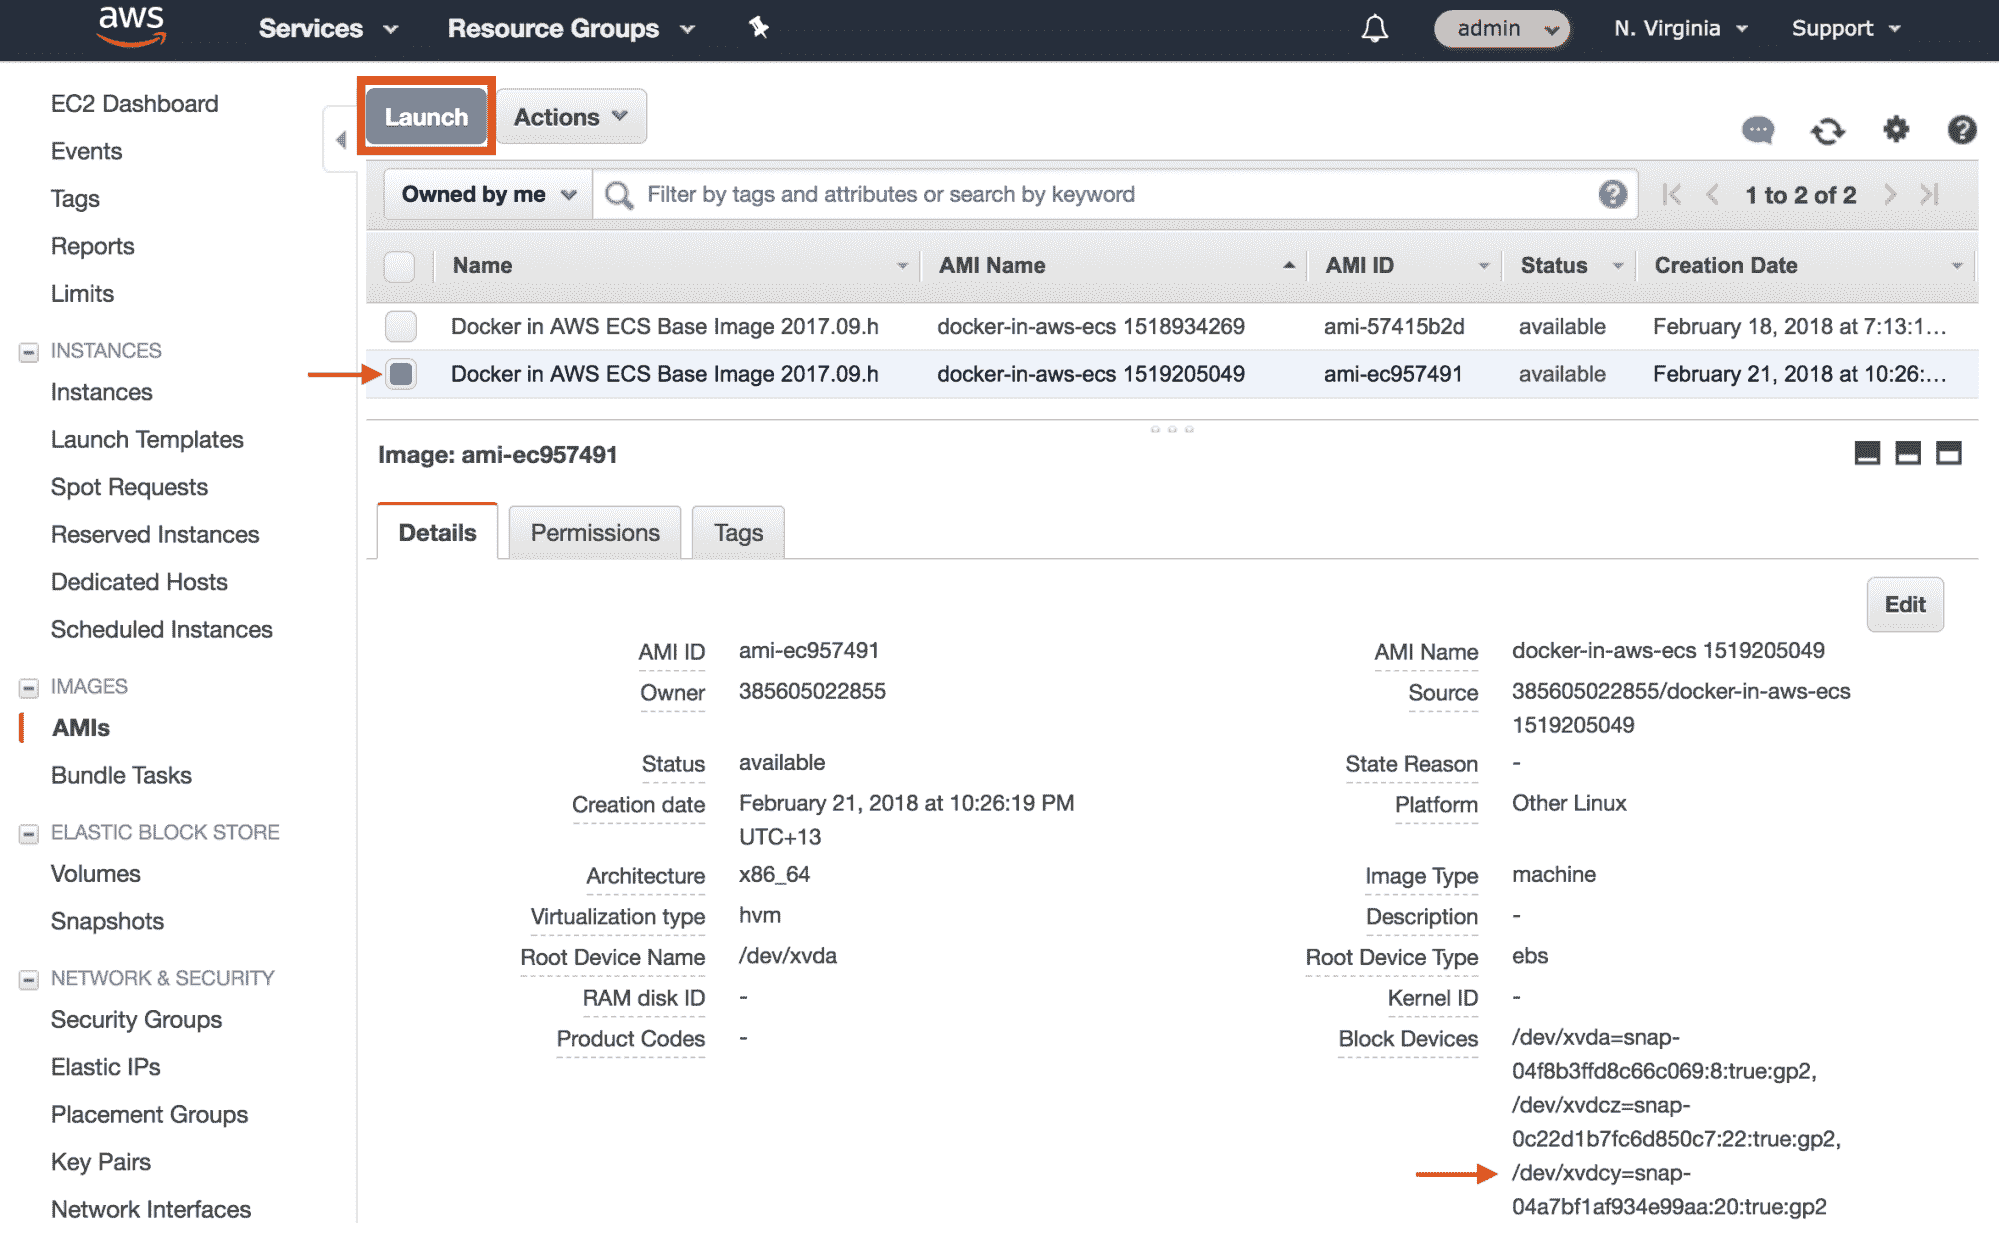 aws Services Resource Groups admin N. Virginia Support
EC2 Dashboard
Events
Tags
Reports
Limits
INSTANCES
Instances
Launch Templates
Spot Requests
Reserved Instances
Dedicated Hosts
Scheduled Instances
IMAGES
AMIs
Bundle Tasks
ELASTIC BLOCK STORE
Volumes
Snapshots
NETWORK & SECURITY
Security Groups
Elastic IPs
Placement Groups
Key Pairs
Network Interfaces
Launch Actions
Owned by me Filter by tags and attributes or search by keyword 1 to 2 of 2
Name AMI Name AMI ID Status Creation Date
Docker in AWS ECS Base Image 2017.09.h docker-in-aws-ecs 1518934269 ami-57415b2d available February 18, 2018 at 7:13:1...
Docker in AWS ECS Base Image 2017.09.h docker-in-aws-ecs 1519205049 ami-ec957491 available February 21, 2018 at 10:26:...
Image: ami-ec957491
Details Permissions Tags
Edit
AMI ID ami-ec957491
Owner 385605022855
Status available
Creation date February 21, 2018 at 10:26:19 PM
UTC+13
Architecture x86_64
Virtualization type hvm
Root Device Name /dev/xvda
RAM disk ID -
Product Codes -
AMI Name docker-in-aws-ecs 1519205049
Source 385605022855/docker-in-aws-ecs
1519205049
State Reason -
Platform Other Linux
Image Type machine
Description -
Root Device Type ebs
Kernel ID -
Block Devices /dev/xvda=snap-
04f8b3ffd8c66c069:8:true:gp2,
/dev/xvdcz=snap-
0c22d1b7fc6d850c7:22:true:gp2,
/dev/xvdcy=snap-
04a7bf1af934e99aa:20:true:gp2